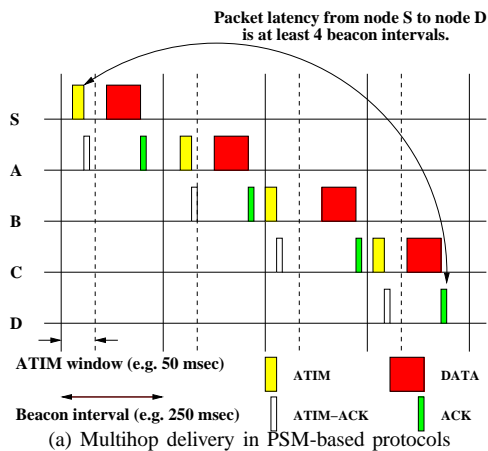 Packet latency from node S to node D
is at least 4 beacon intervals.
S
A
B
C
D
ATIM window (e.g. 50 msec)
ATIM
DATA
Beacon interval (e.g. 250 msec)
ATIM−ACK
ACK
(a) Multihop delivery in PSM-based protocols